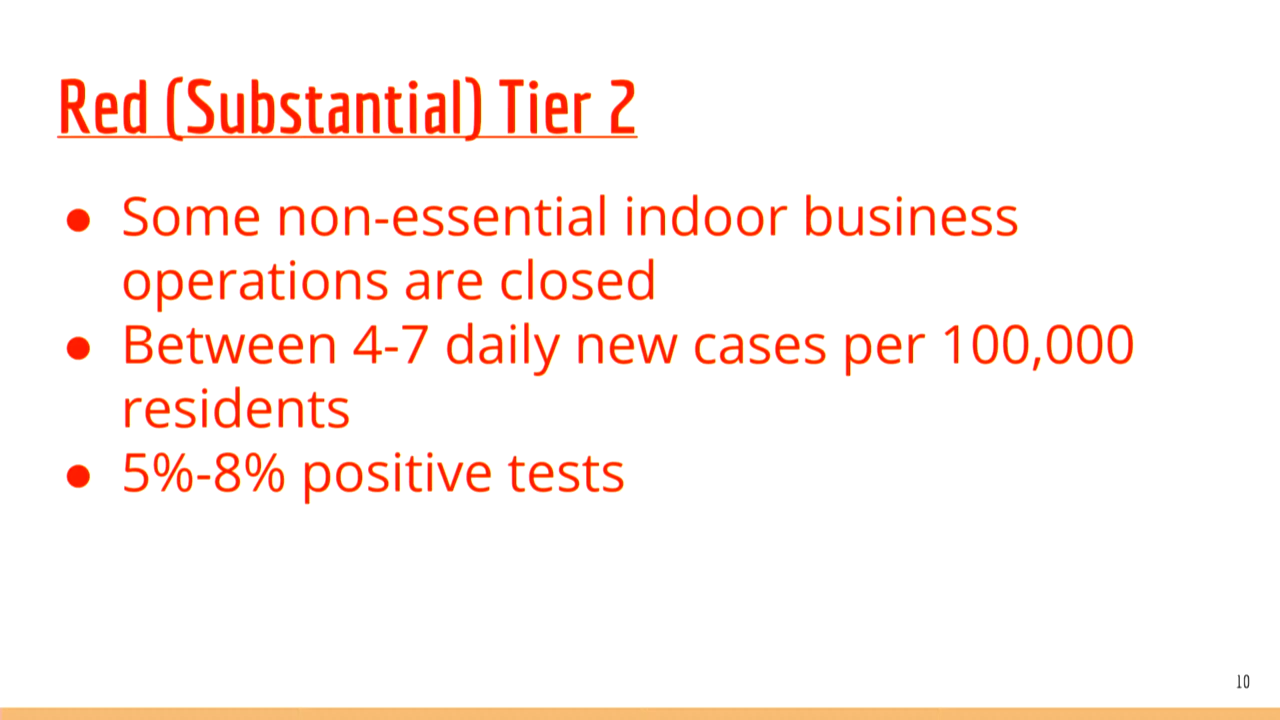 Red (Substantial) Tier 2
● Some non-essential indoor business
operations are closed
● Between 4-7 daily new cases per 100,000
residents
● 5%-8% positive tests
10